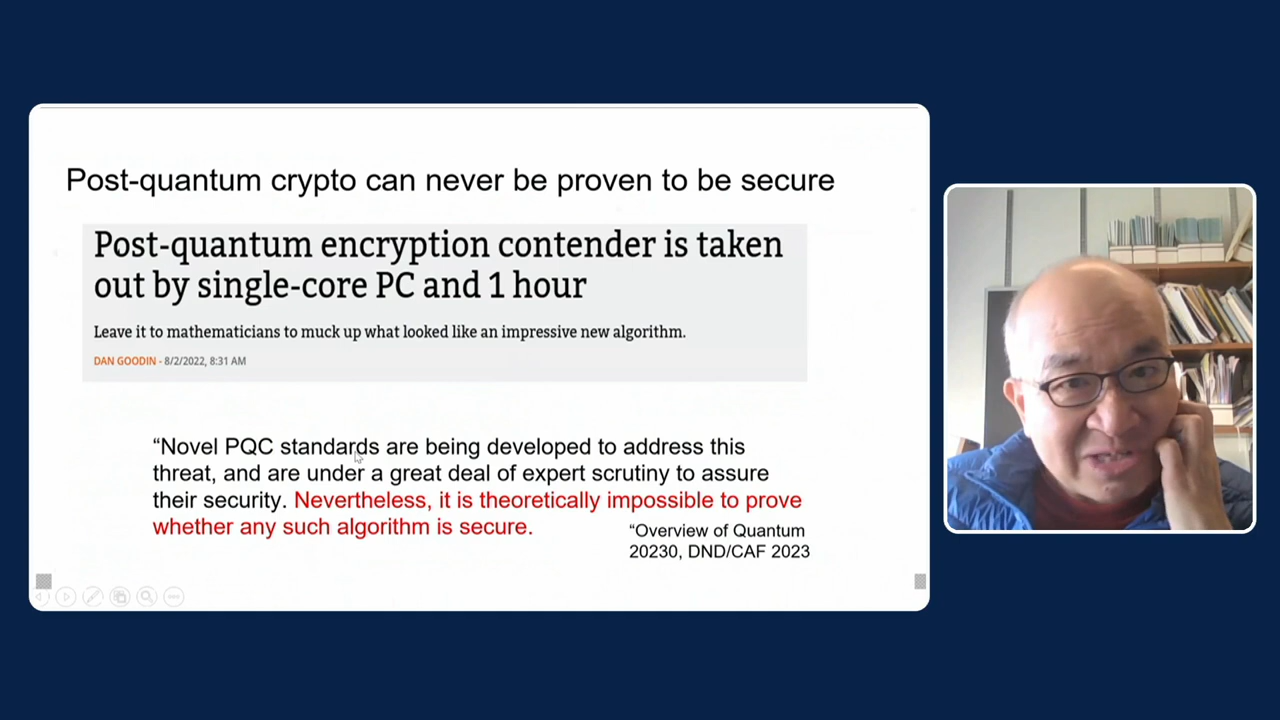 Post-quantum crypto can never be proven to be secure
Post-quantum encryption contender is taken
out by single-core PC and 1 hour
Leave it to mathematicians to muck up what looked like an impressive new algorithm.
DAN GOODIN - 8/2/2022, 8:31 AM
“Novel PQC standards are being developed to address this
threat, and are under a great deal of expert scrutiny to assure
their security. Nevertheless, it is theoretically impossible to prove
whether any such algorithm is secure.
“Overview of Quantum
20230, DND/CAF 2023